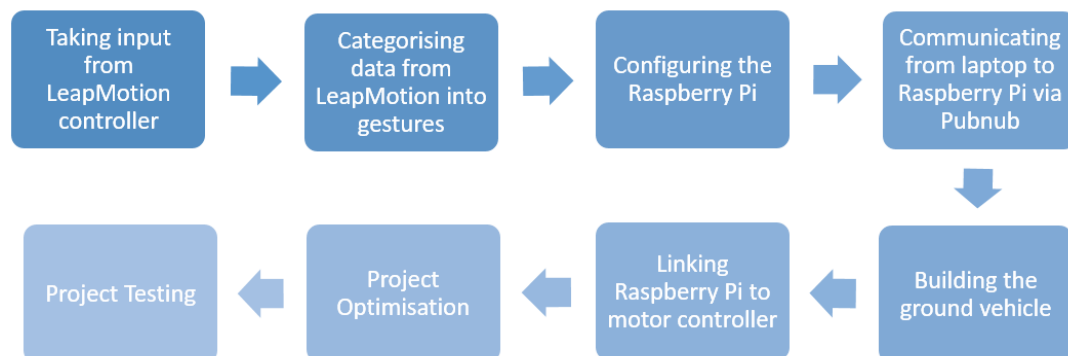 Taking input
from
LeapMotion
controller
Categorising
data from
LeapMotion into
gestures
Configuring the
Raspberry Pi
Communicating
from laptop to
Raspberry Pi via
Pubnub
Building the
ground vehicle
Linking
Raspberry Pi to
motor controller
Project
Optimisation
Project Testing